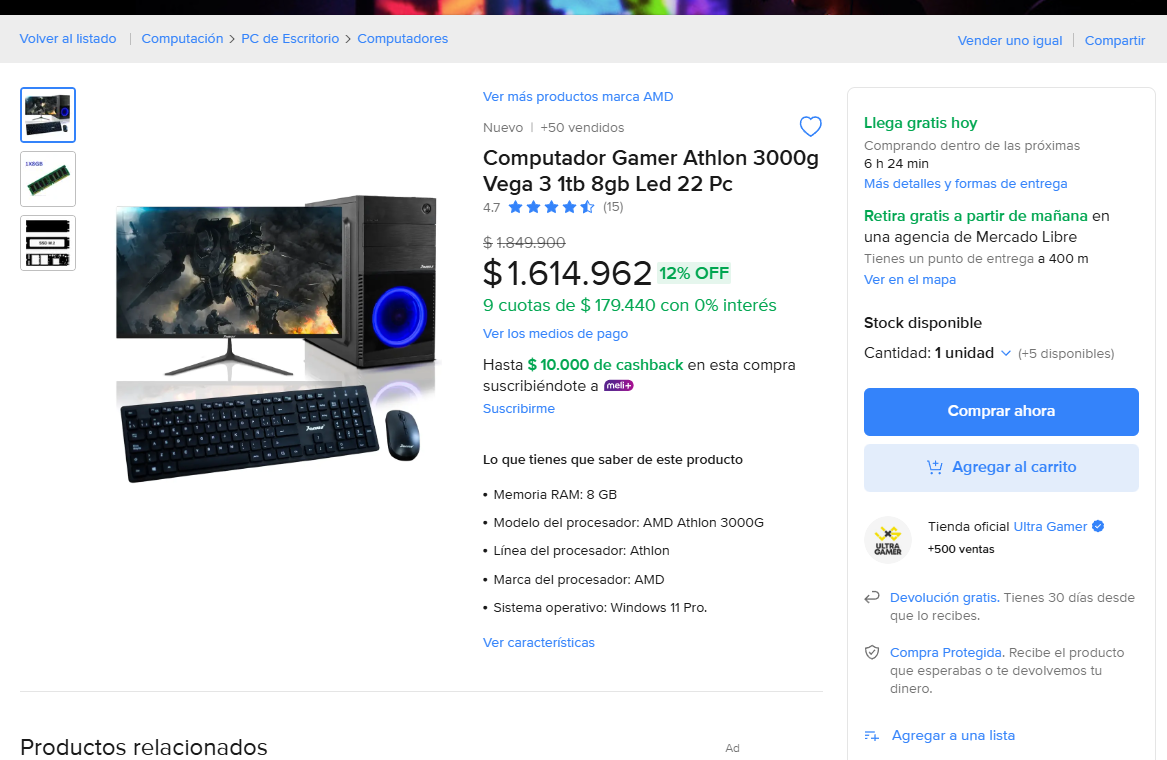 Volver al listado | Computación > PC de Escritorio > Computadores
Vender uno igual | Compartir
1X8GB
SSD M.2
Ver más productos marca AMD
Nuevo | +50 vendidos
Computador Gamer Athlon 3000g
Vega 3 1tb 8gb Led 22 Pc
4.7 (15)
$ 1.849.900
$ 1.614.962 12% OFF
9 cuotas de $ 179.440 con 0% interés
Ver los medios de pago
Hasta $ 10.000 de cashback en esta compra
suscribiéndote a meli+
Suscribirme
Lo que tienes que saber de este producto
• Memoria RAM: 8 GB
• Modelo del procesador: AMD Athlon 3000G
• Línea del procesador: Athlon
• Marca del procesador: AMD
• Sistema operativo: Windows 11 Pro.
Ver características
Llega gratis hoy
Comprando dentro de las próximas
6 h 24 min
Más detalles y formas de entrega
Retira gratis a partir de mañana en
una agencia de Mercado Libre
Tienes un punto de entrega a 400 m
Ver en el mapa
Stock disponible
Cantidad: 1 unidad (+5 disponibles)
Comprar ahora
Agregar al carrito
ULTRA
GAMER
Tienda oficial Ultra Gamer
+500 ventas
Devolución gratis. Tienes 30 días desde
que lo recibes.
Compra Protegida. Recibe el producto
que esperabas o te devolvemos tu
dinero.
Agregar a una lista
Productos relacionados
Ad